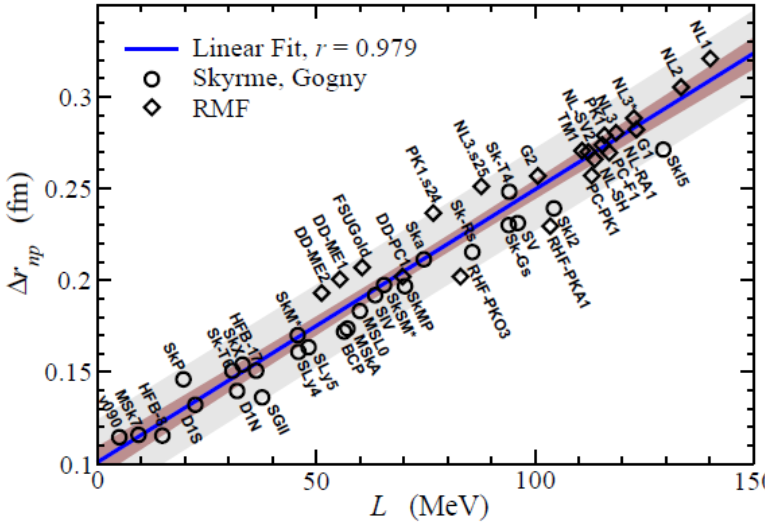 Linear Fit, r = 0.979
Skyrme, Gogny
RMF
Δr_np (fm)
0.3
0.25
0.2
0.15
0.1
0
50
100
150
L (MeV)
v090
MSk7
HFB-8
SkP
D1S
Sk-T6
SkX
HFB-17
D1N
SGII
SkM*
SLy4
SLy5
DD-ME2
DD-ME1
FSUGold
BCP
MSkA
MSL0
SIV
SkSM*
SkMP
DD-PC1
Ska
PK1.s24
Sk-Rs
RHF-PKO3
NL3.s25
Sk-T4
Sk-Gs
SV
G2
SkI2
RHF-PKA1
TM1
NL-SV2
PK1
NL3
NL3*
PC-PK1
NL-SH
PC-F1
NL-RA1
G1
SkI5
NL2
NL1